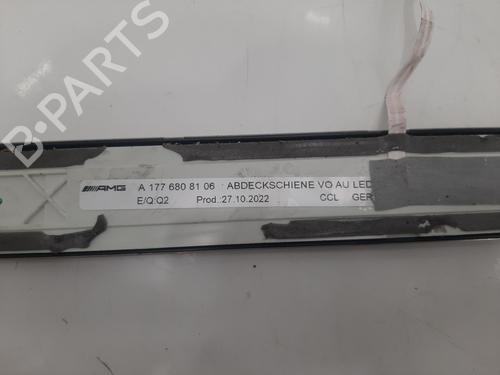 B-PARTS
AMG A 177 680 81 06 ABDECKSCHIENE VO AU LED
E/Q:Q2 Prod.:27.10.2022 CCL GER